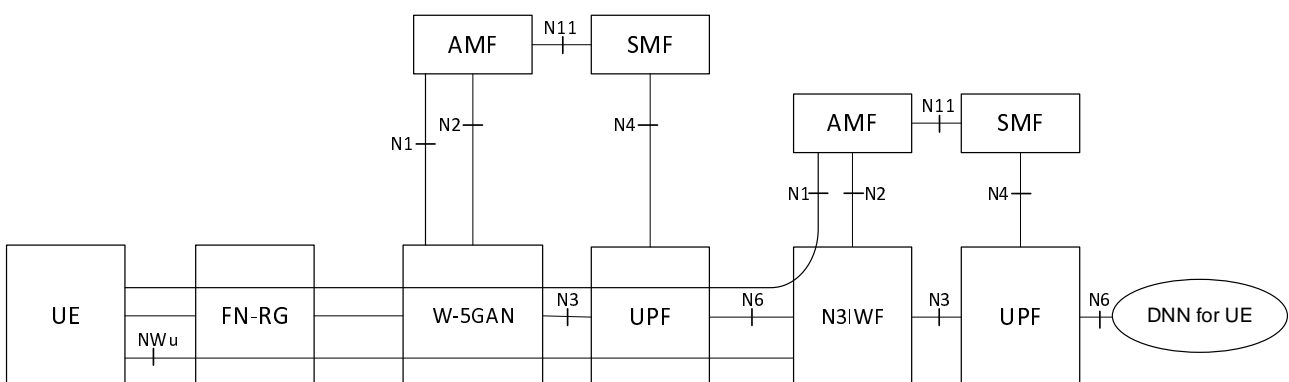 N11
AMF
SMF
N11
AMF
SMF
N2
N4
N1
N1
N2
N4
UE
FN-RG
W-5GAN
N3
UPF
N6
N3IWF
N3
UPF
N6
DNN for UE
NWu